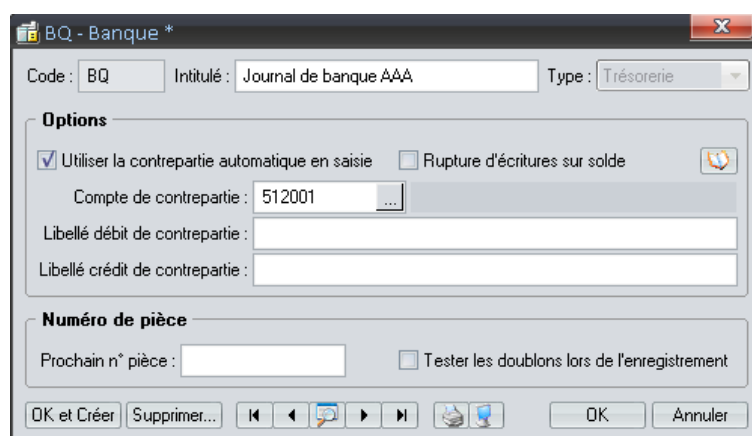 BQ - Banque *
Code : BQ Intitulé : Journal de banque AAA Type : Trésorerie
Options
Utiliser la contrepartie automatique en saisie Rupture d'écritures sur solde
Compte de contrepartie : 512001 ...
Libellé débit de contrepartie :
Libellé crédit de contrepartie :
Numéro de pièce
Prochain n° pièce : Tester les doublons lors de l'enregistrement
OK et Créer Supprimer... OK Annuler